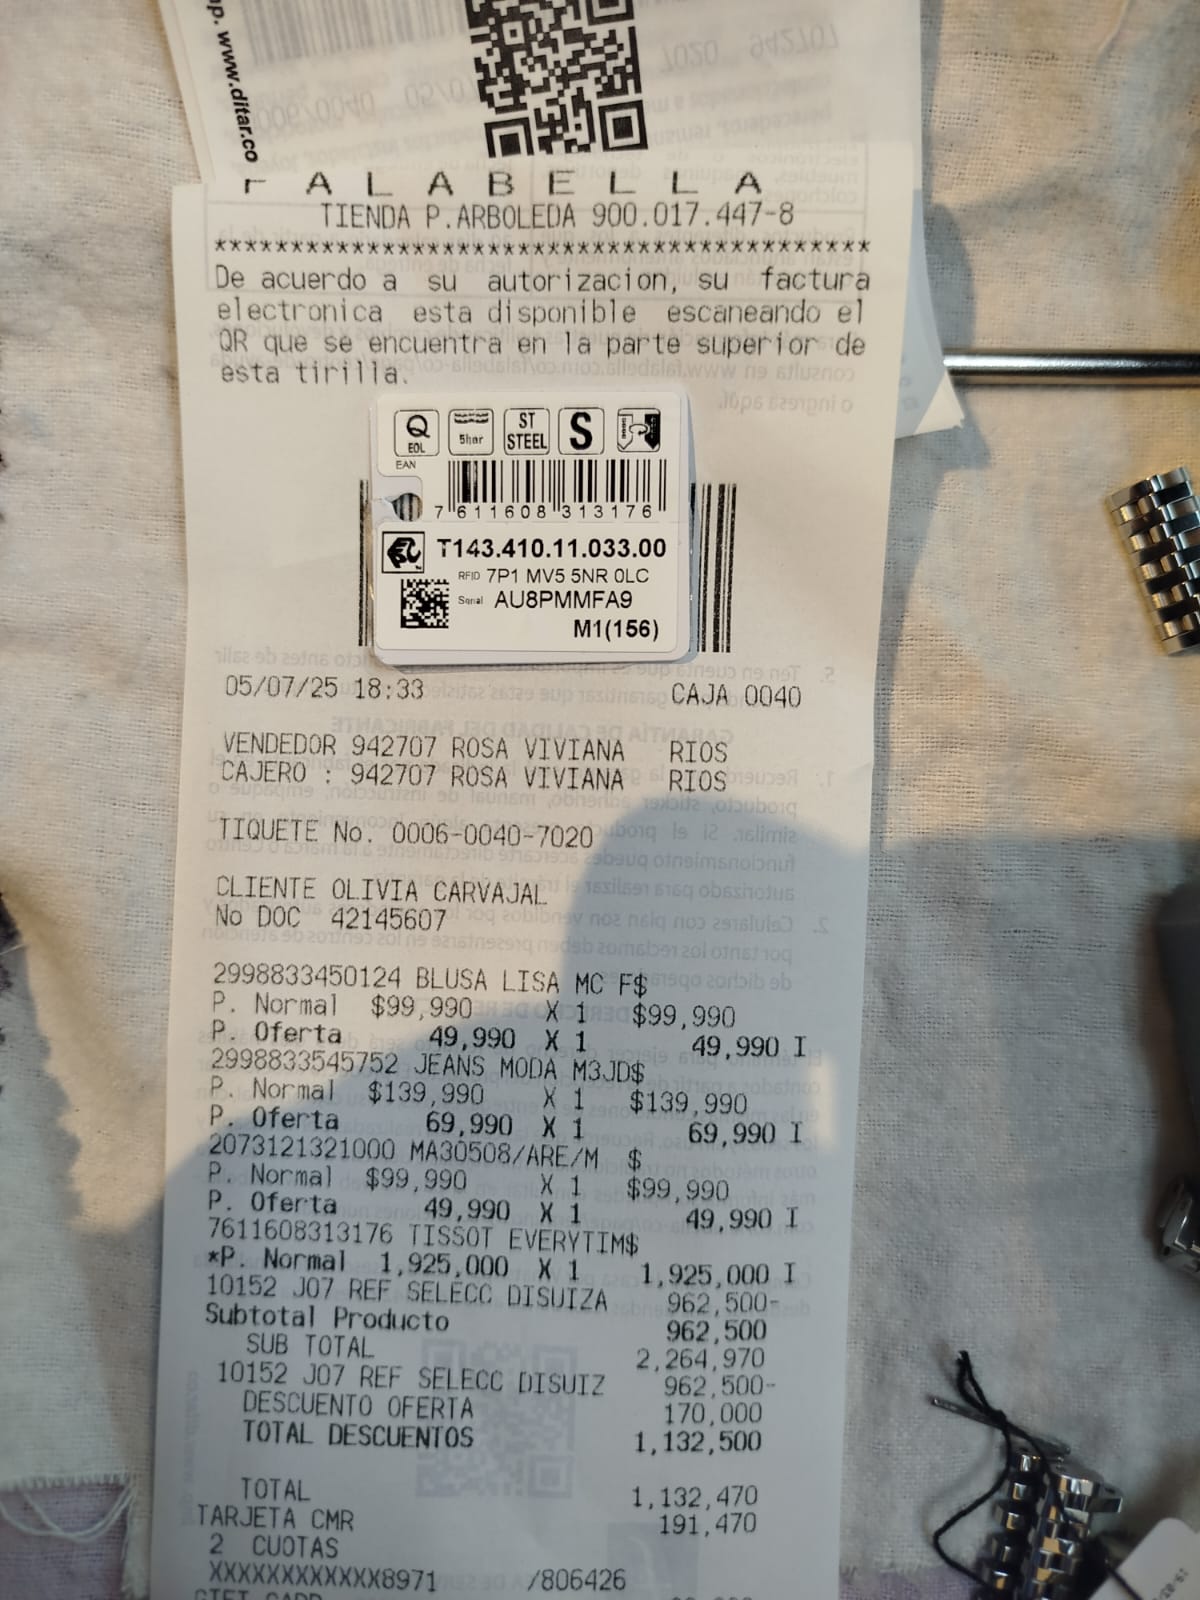 p. www.ditar.co
FALABELLA
TIENDA P.ARBOLEDA 900.017.447-8
********************************************
De acuerdo a su autorizacion, su factura
electronica esta disponible escaneando el
QR que se encuentra en la parte superior de
esta tirilla.
Q EOL 5bar ST STEEL S
EAN
7 611608 313176
T143.410.11.033.00
RFID 7P1 MV5 5NR 0LC
Serial AU8PMMFA9
M1(156)
05/07/25 18:33 CAJA 0040
VENDEDOR 942707 ROSA VIVIANA RIOS
CAJERO : 942707 ROSA VIVIANA RIOS
TIQUETE No. 0006-0040-7020
CLIENTE OLIVIA CARVAJAL
No DOC 42145607
2998833450124 BLUSA LISA MC F$
P. Normal $99,990 X 1 $99,990
P. Oferta 49,990 X 1 49,990 I
2998833545752 JEANS MODA M3JD$
P. Normal $139,990 X 1 $139,990
P. Oferta 69,990 X 1 69,990 I
2073121321000 MA30508/ARE/M $
P. Normal $99,990 X 1 $99,990
P. Oferta 49,990 X 1 49,990 I
7611608313176 TISSOT EVERYTIM$
*P. Normal 1,925,000 X 1 1,925,000 I
10152 J07 REF SELECC DISUIZA 962,500-
Subtotal Producto 962,500
SUB TOTAL 2,264,970
10152 J07 REF SELECC DISUIZ 962,500-
DESCUENTO OFERTA 170,000
TOTAL DESCUENTOS 1,132,500
TOTAL 1,132,470
TARJETA CMR 191,470
2 CUOTAS
XXXXXXXXXXXX8971 /806426